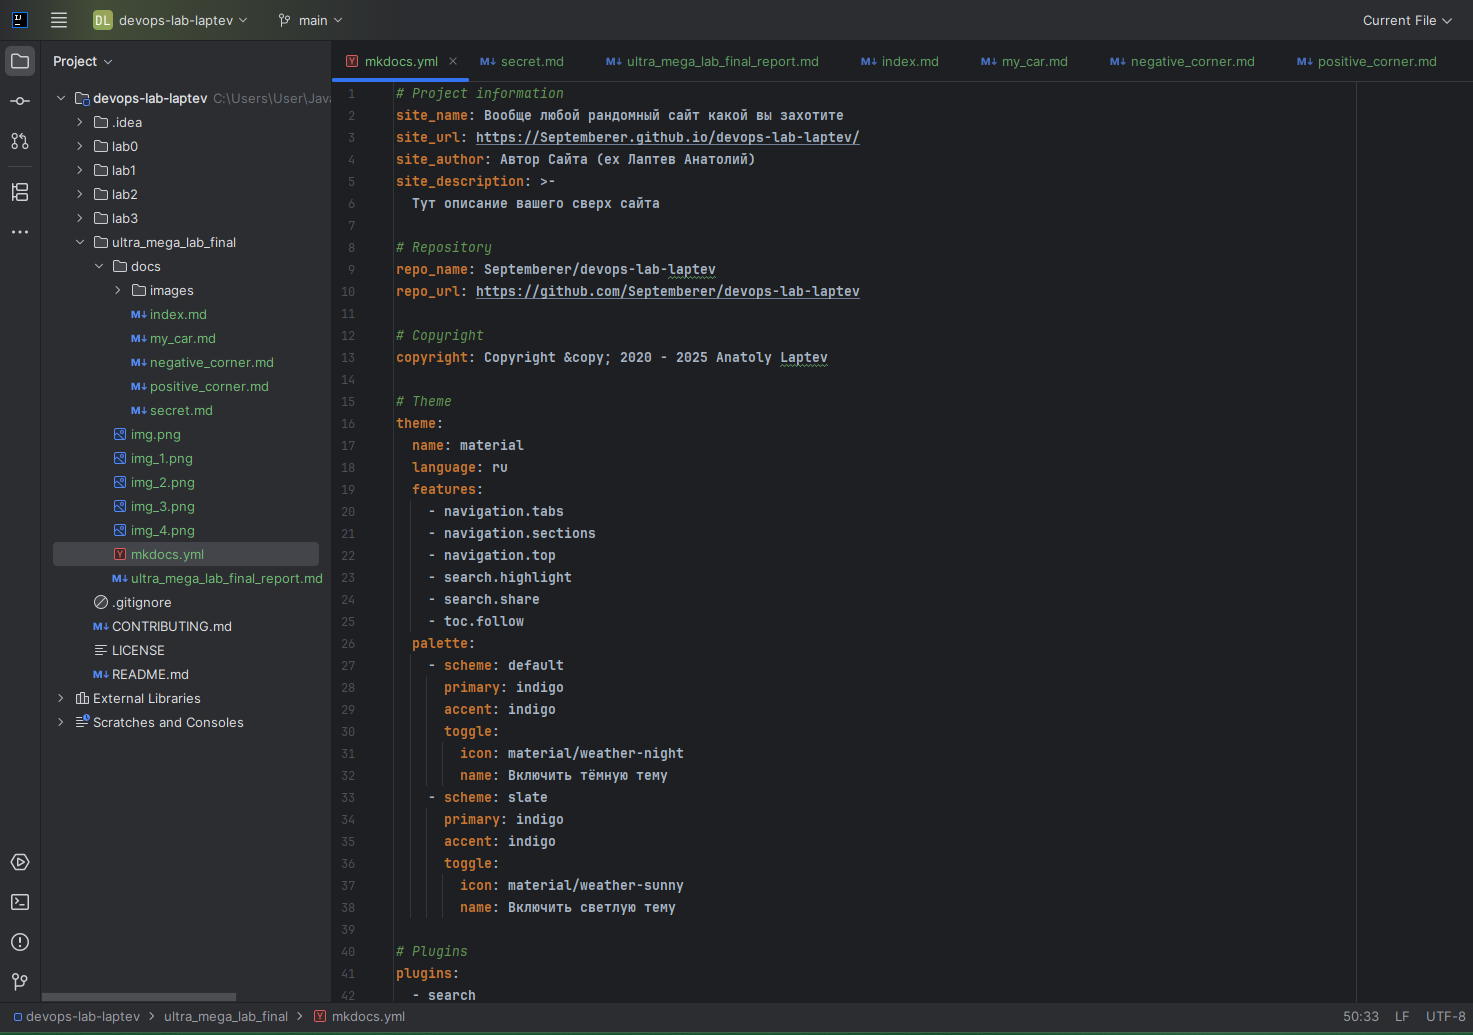 DL devops-lab-laptev main Current File
Project
mkdocs.yml secret.md ultra_mega_lab_final_report.md index.md my_car.md negative_corner.md positive_corner.md
devops-lab-laptev C:\Users\User\Java
.idea
lab0
lab1
lab2
lab3
ultra_mega_lab_final
docs
images
M↓ index.md
M↓ my_car.md
M↓ negative_corner.md
M↓ positive_corner.md
M↓ secret.md
img.png
img_1.png
img_2.png
img_3.png
img_4.png
Y mkdocs.yml
M↓ ultra_mega_lab_final_report.md
.gitignore
M↓ CONTRIBUTING.md
LICENSE
M↓ README.md
External Libraries
Scratches and Consoles
1 # Project information
2 site_name: Вообще любой рандомный сайт какой вы захотите
3 site_url: https://Septemberer.github.io/devops-lab-laptev/
4 site_author: Автор Сайта (ex Лаптев Анатолий)
5 site_description: >-
6 Тут описание вашего сверх сайта
7
8 # Repository
9 repo_name: Septemberer/devops-lab-laptev
10 repo_url: https://github.com/Septemberer/devops-lab-laptev
11
12 # Copyright
13 copyright: Copyright &copy; 2020 - 2025 Anatoly Laptev
14
15 # Theme
16 theme:
17 name: material
18 language: ru
19 features:
20 - navigation.tabs
21 - navigation.sections
22 - navigation.top
23 - search.highlight
24 - search.share
25 - toc.follow
26 palette:
27 - scheme: default
28 primary: indigo
29 accent: indigo
30 toggle:
31 icon: material/weather-night
32 name: Включить тёмную тему
33 - scheme: slate
34 primary: indigo
35 accent: indigo
36 toggle:
37 icon: material/weather-sunny
38 name: Включить светлую тему
39
40 # Plugins
41 plugins:
42 - search
devops-lab-laptev > ultra_mega_lab_final > mkdocs.yml 50:33 LF UTF-8